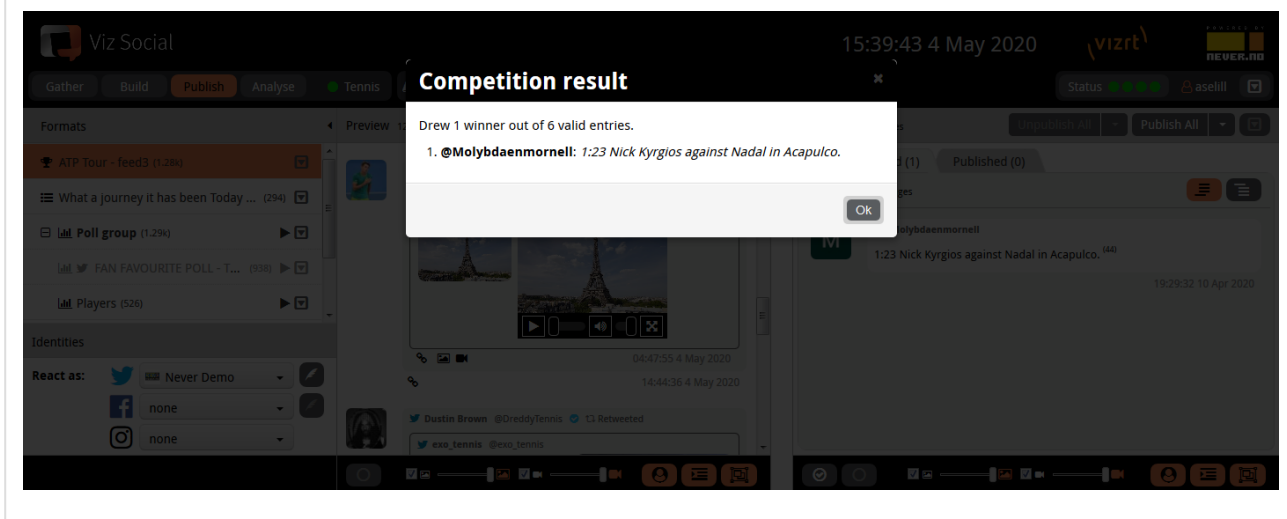 Viz Social
15:39:43 4 May 2020
vizrt
POWERED BY
NEVER.NO
Gather Build Publish Analyse Tennis
Status aselill
Competition result
Drew 1 winner out of 6 valid entries.
1. @Molybdaenmornell: 1:23 Nick Kyrgios against Nadal in Acapulco.
Ok
Formats
Preview
Unpublish All Publish All
ATP Tour - feed3 (1.29k)
(1) Published (0)
What a journey it has been Today ... (294)
Poll group (1.29k)
FAN FAVOURITE POLL - T... (938)
Players (526)
M
olybdaenmornell
1:23 Nick Kyrgios against Nadal in Acapulco. (44)
19:29:32 10 Apr 2020
Identities
React as: Never Demo
none
none
04:47:55 4 May 2020
14:44:36 4 May 2020
Dustin Brown @DreddyTennis Retweeted
exo_tennis @exo_tennis